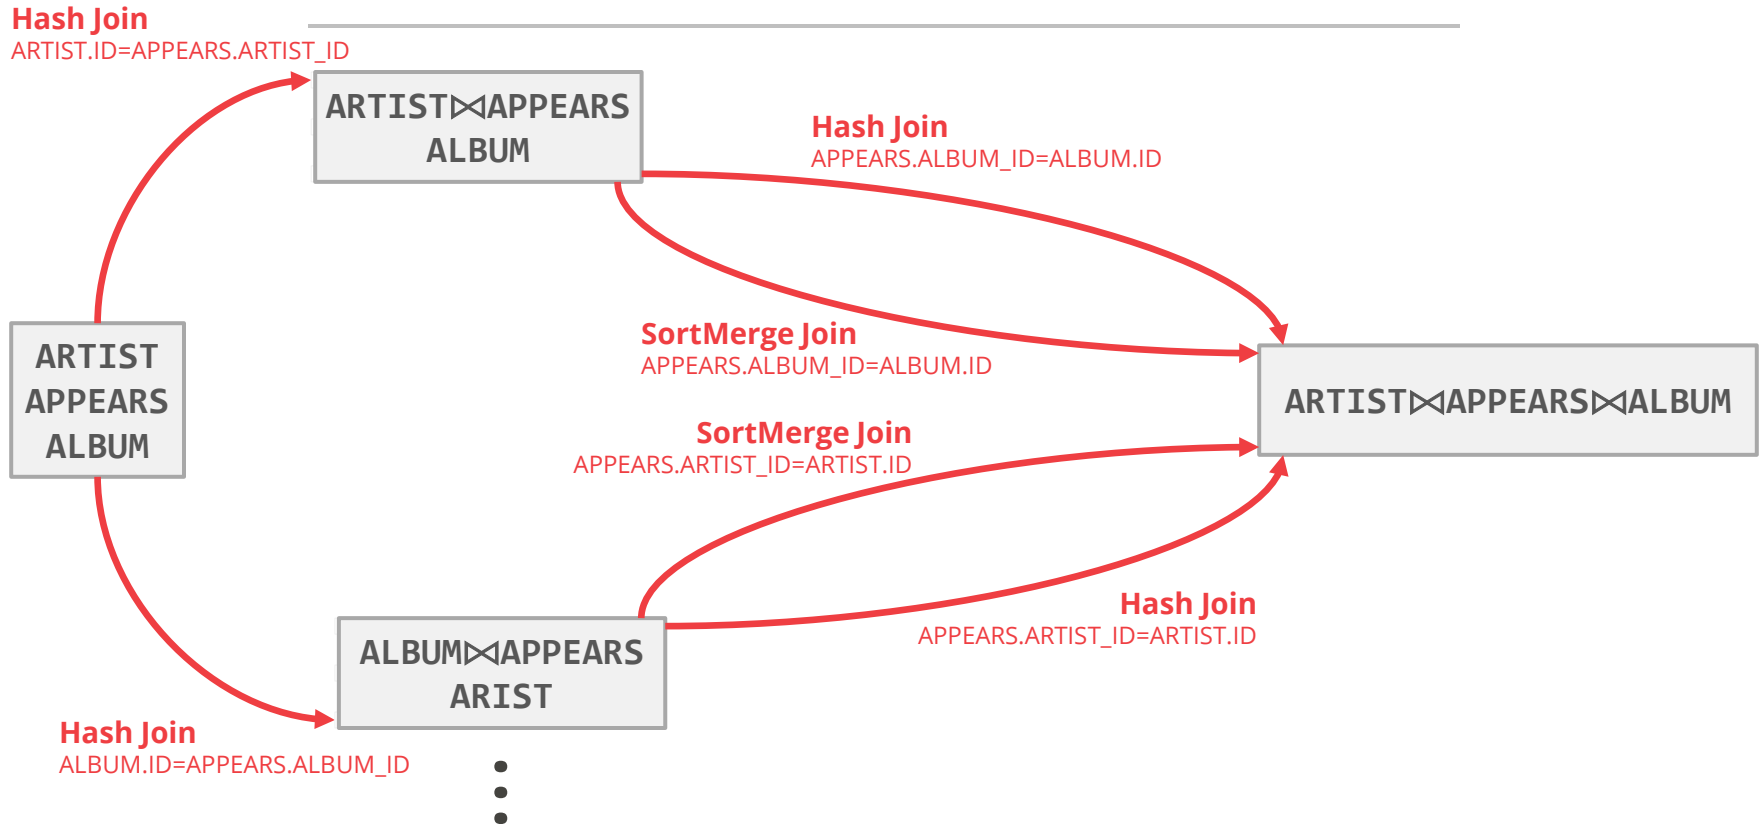 Hash Join
ARTIST.ID=APPEARS.ARTIST_ID
ARTIST⋈APPEARS
ALBUM
Hash Join
APPEARS.ALBUM_ID=ALBUM.ID
SortMerge Join
APPEARS.ALBUM_ID=ALBUM.ID
ARTIST
APPEARS
ALBUM
ARTIST⋈APPEARS⋈ALBUM
SortMerge Join
APPEARS.ARTIST_ID=ARTIST.ID
Hash Join
APPEARS.ARTIST_ID=ARTIST.ID
ALBUM⋈APPEARS
ARIST
Hash Join
ALBUM.ID=APPEARS.ALBUM_ID